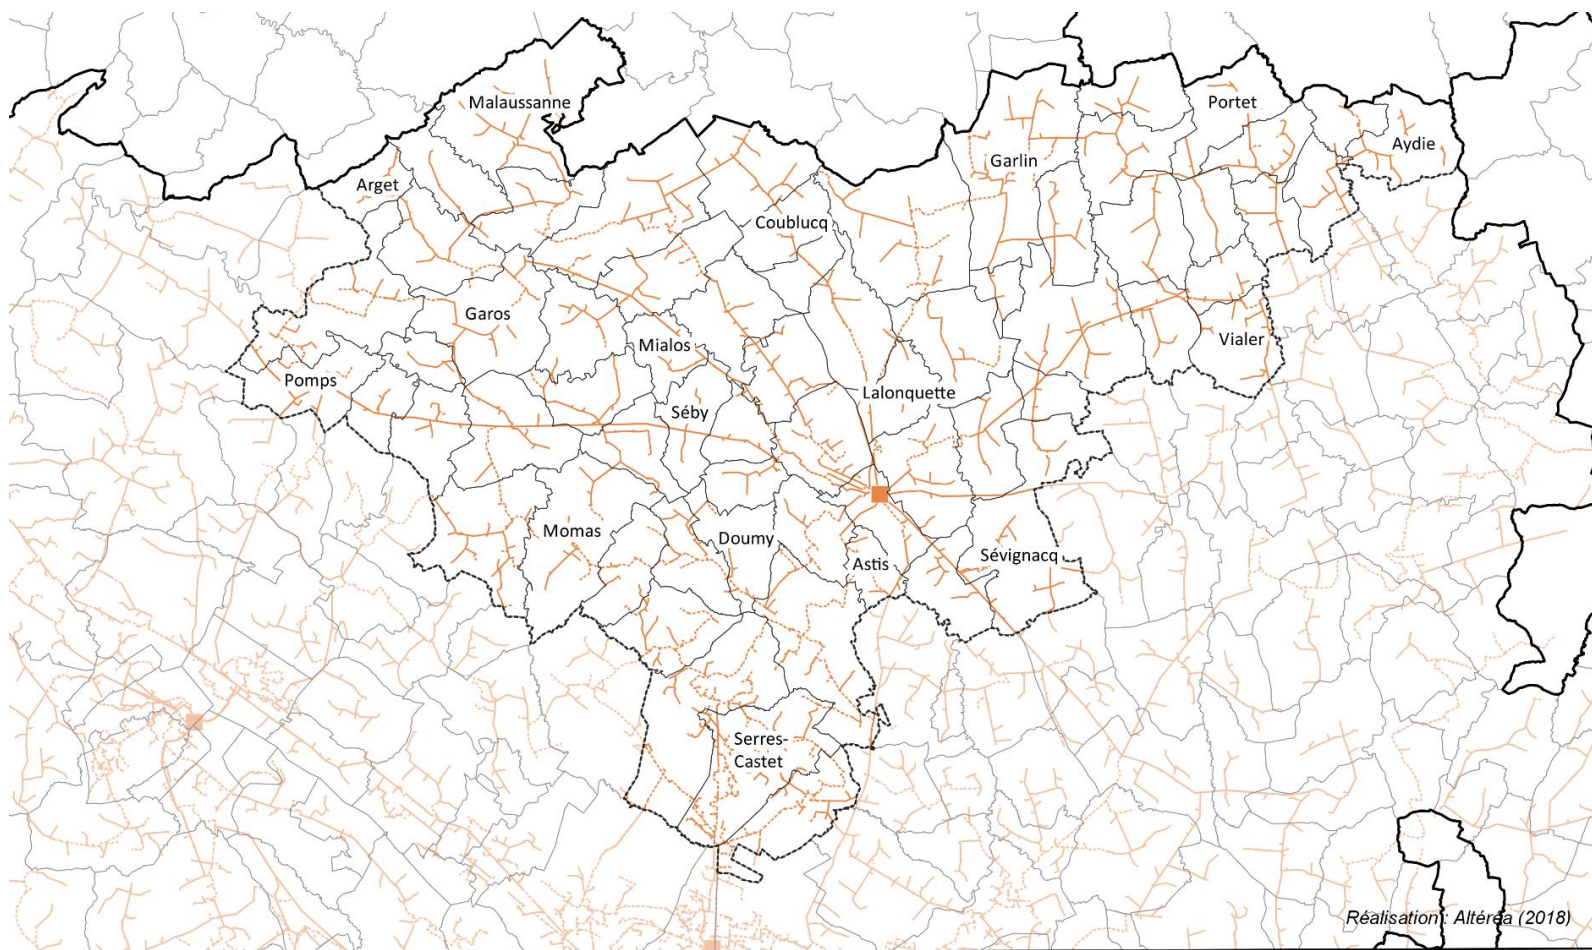 Malaussanne
Portet
Aydie
Garlin
Arget
Coublucq
Garos
Mialos
Vialer
Pomps
Lalonquette
Séby
Momas
Doumy
Sévignacq
Astis
Serres-
Castet
Réalisation : Altéréa (2018)